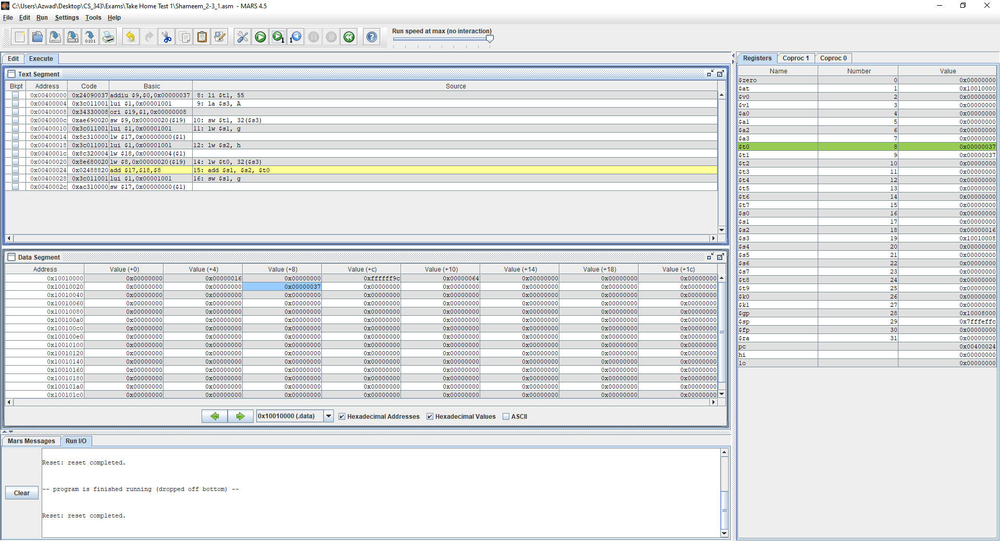 C:\Users\Azwad\Desktop\CS_343\Exams\Take Home Test 1\Shameem_2-3_1.asm - MARS 4.5
File Edit Run Settings Tools Help
Run speed at max (no interaction)
Edit Execute
Text Segment
Bkpt Address Code Basic Source
0x00400000 0x24090037 addiu $9,$0,0x00000037 8: li $t1, 55
0x00400004 0x3c011001 lui $1,0x00001001 9: la $s3, A
0x00400008 0x34330008 ori $19,$1,0x00000008
0x0040000c 0xae690020 sw $9,0x00000020($19) 10: sw $t1, 32($s3)
0x00400010 0x3c011001 lui $1,0x00001001 11: lw $s1, g
0x00400014 0x8c310000 lw $17,0x00000000($1)
0x00400018 0x3c011001 lui $1,0x00001001 12: lw $s2, h
0x0040001c 0x8c320004 lw $18,0x00000004($1)
0x00400020 0x8e680020 lw $8,0x00000020($19) 14: lw $t0, 32($s3)
0x00400024 0x02488820 add $17,$18,$8 15: add $s1, $s2, $t0
0x00400028 0x3c011001 lui $1,0x00001001 16: sw $s1, g
0x0040002c 0xac310000 sw $17,0x00000000($1)
Data Segment
Address Value (+0) Value (+4) Value (+8) Value (+c) Value (+10) Value (+14) Value (+18) Value (+1c)
0x10010000 0x00000000 0x00000016 0x00000000 0xffffff9c 0x00000064 0x00000000 0x00000000 0x00000000
0x10010020 0x00000000 0x00000000 0x00000037 0x00000000 0x00000000 0x00000000 0x00000000 0x00000000
0x10010040 0x00000000 0x00000000 0x00000000 0x00000000 0x00000000 0x00000000 0x00000000 0x00000000
0x10010060 0x00000000 0x00000000 0x00000000 0x00000000 0x00000000 0x00000000 0x00000000 0x00000000
0x10010080 0x00000000 0x00000000 0x00000000 0x00000000 0x00000000 0x00000000 0x00000000 0x00000000
0x100100a0 0x00000000 0x00000000 0x00000000 0x00000000 0x00000000 0x00000000 0x00000000 0x00000000
0x100100c0 0x00000000 0x00000000 0x00000000 0x00000000 0x00000000 0x00000000 0x00000000 0x00000000
0x100100e0 0x00000000 0x00000000 0x00000000 0x00000000 0x00000000 0x00000000 0x00000000 0x00000000
0x10010100 0x00000000 0x00000000 0x00000000 0x00000000 0x00000000 0x00000000 0x00000000 0x00000000
0x10010120 0x00000000 0x00000000 0x00000000 0x00000000 0x00000000 0x00000000 0x00000000 0x00000000
0x10010140 0x00000000 0x00000000 0x00000000 0x00000000 0x00000000 0x00000000 0x00000000 0x00000000
0x10010160 0x00000000 0x00000000 0x00000000 0x00000000 0x00000000 0x00000000 0x00000000 0x00000000
0x10010180 0x00000000 0x00000000 0x00000000 0x00000000 0x00000000 0x00000000 0x00000000 0x00000000
0x100101a0 0x00000000 0x00000000 0x00000000 0x00000000 0x00000000 0x00000000 0x00000000 0x00000000
0x100101c0 0x00000000 0x00000000 0x00000000 0x00000000 0x00000000 0x00000000 0x00000000 0x00000000
0x10010000 (.data) Hexadecimal Addresses Hexadecimal Values ASCII
Mars Messages Run I/O
Reset: reset completed.
-- program is finished running (dropped off bottom) --
Clear
Reset: reset completed.
Registers Coproc 1 Coproc 0
Name Number Value
$zero 0 0x00000000
$at 1 0x10010000
$v0 2 0x00000000
$v1 3 0x00000000
$a0 4 0x00000000
$a1 5 0x00000000
$a2 6 0x00000000
$a3 7 0x00000000
$t0 8 0x00000037
$t1 9 0x00000037
$t2 10 0x00000000
$t3 11 0x00000000
$t4 12 0x00000000
$t5 13 0x00000000
$t6 14 0x00000000
$t7 15 0x00000000
$s0 16 0x00000000
$s1 17 0x00000000
$s2 18 0x00000016
$s3 19 0x10010008
$s4 20 0x00000000
$s5 21 0x00000000
$s6 22 0x00000000
$s7 23 0x00000000
$t8 24 0x00000000
$t9 25 0x00000000
$k0 26 0x00000000
$k1 27 0x00000000
$gp 28 0x10008000
$sp 29 0x7fffeffc
$fp 30 0x00000000
$ra 31 0x00000000
pc 0x00400024
hi 0x00000000
lo 0x00000000